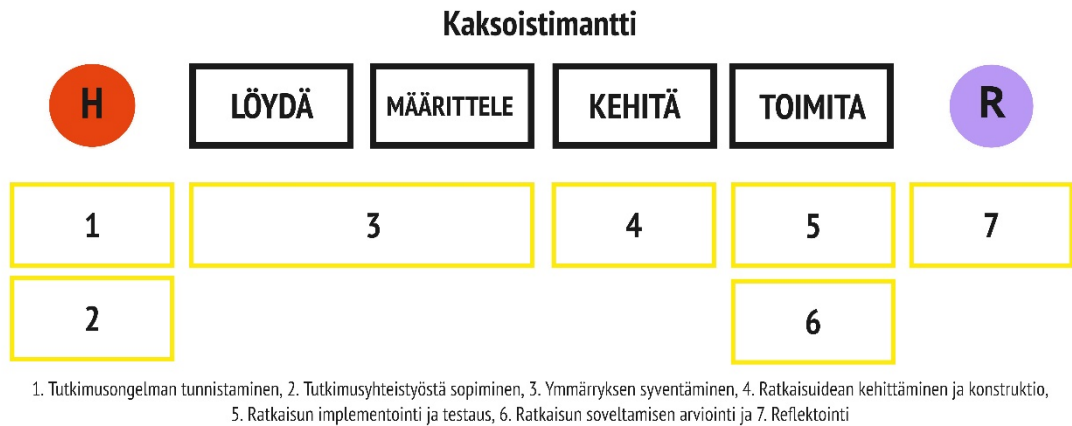 Kaksoistimantti
H LÖYDÄ MÄÄRITTELE KEHITÄ TOIMITA R
1 3 4 5 7
2 6
1. Tutkimusongelman tunnistaminen, 2. Tutkimusyhteistyöstä sopiminen, 3. Ymmärryksen syventäminen, 4. Ratkaisuidean kehittäminen ja konstruktio,
5. Ratkaisun implementointi ja testaus, 6. Ratkaisun soveltamisen arviointi ja 7. Reflektointi